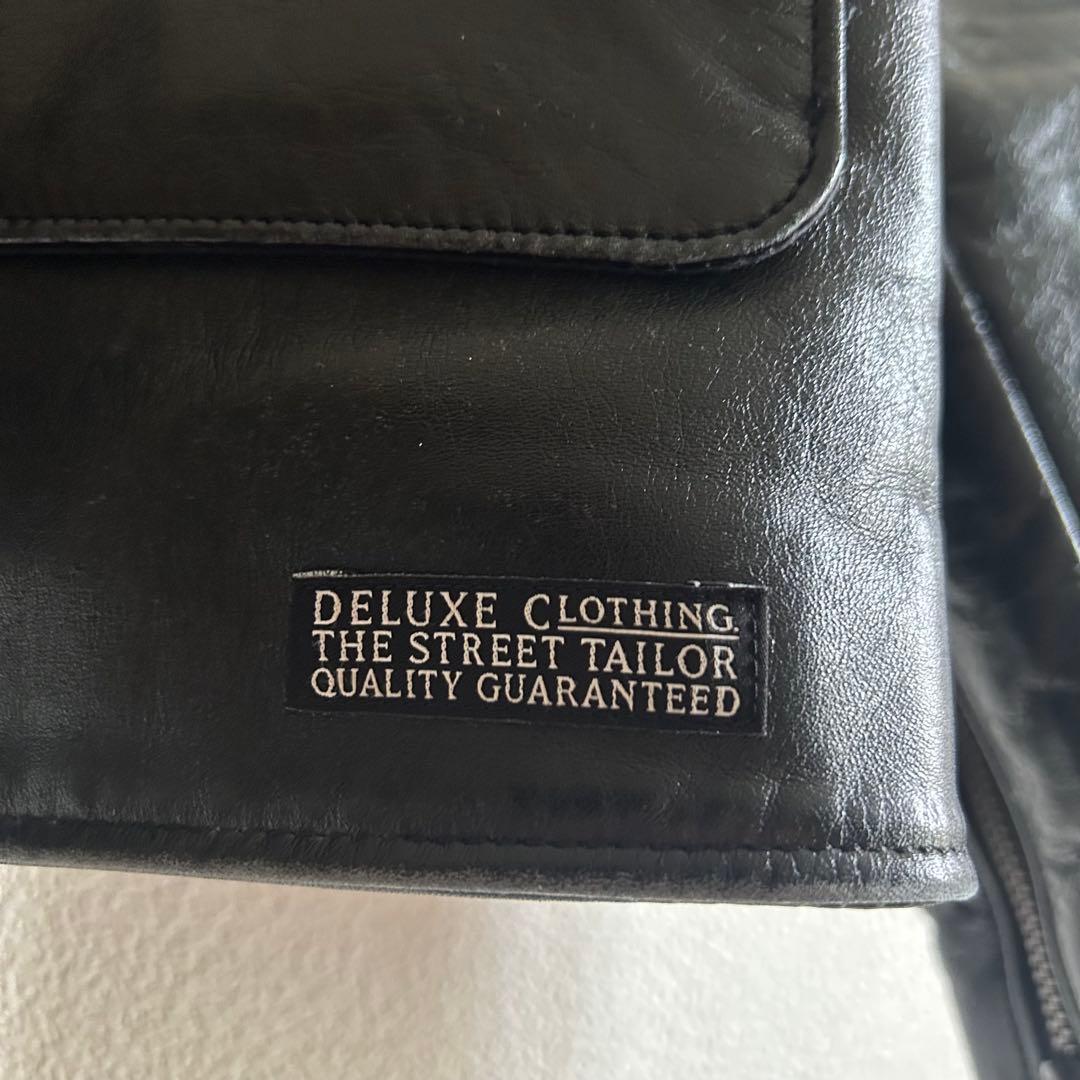 DELUXE CLOTHING
THE STREET TAILOR
QUALITY GUARANTEED